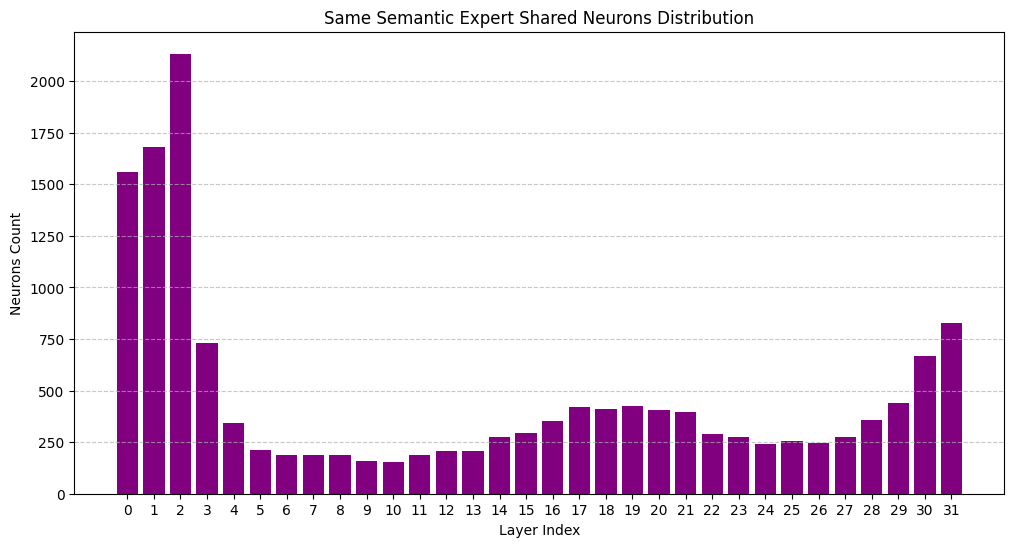 Same Semantic Expert Shared Neurons Distribution
Neurons Count
2000
1750
1500
1250
1000
750
500
250
0
0 1 2 3 4 5 6 7 8 9 10 11 12 13 14 15 16 17 18 19 20 21 22 23 24 25 26 27 28 29 30 31
Layer Index